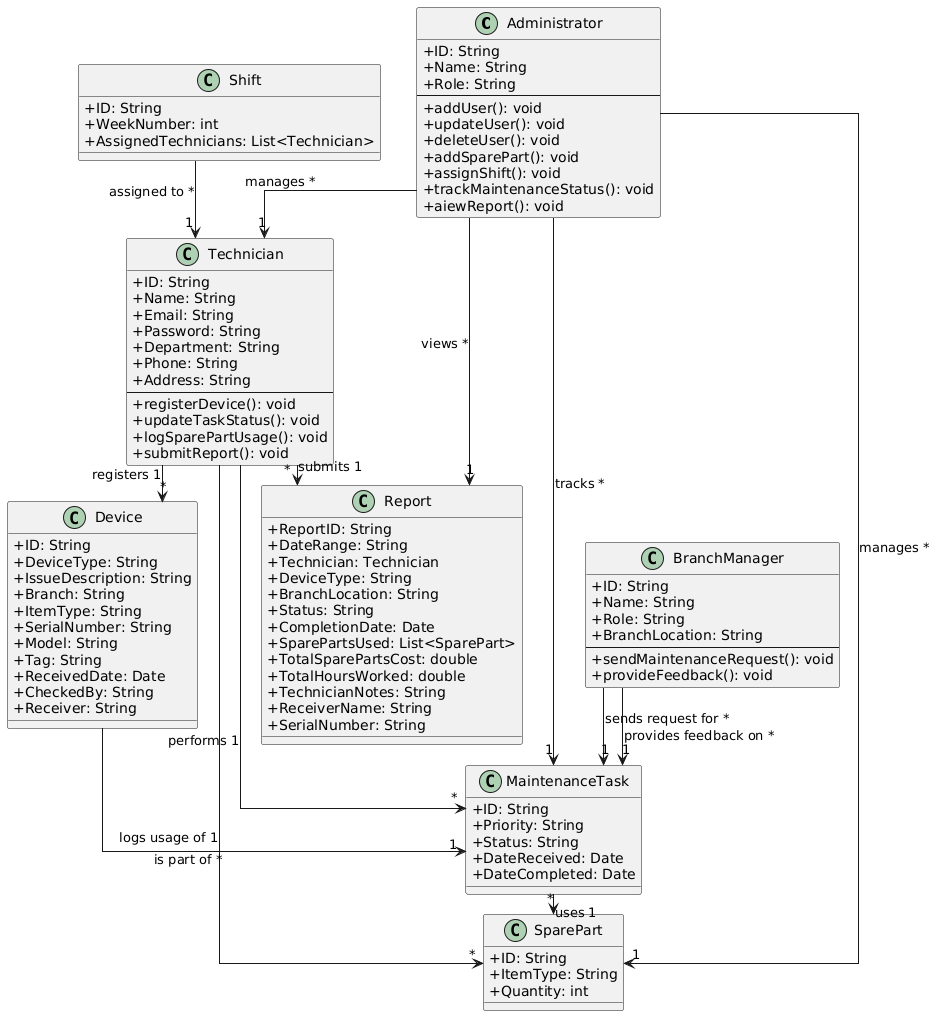 C Administrator
+ID: String
+Name: String
+Role: String
+addUser(): void
+updateUser(): void
+deleteUser(): void
+addSparePart(): void
+assignShift(): void
+trackMaintenanceStatus(): void
+aiewReport(): void
C Shift
+ID: String
+WeekNumber: int
+AssignedTechnicians: List<Technician>
assigned to *
1
manages *
1
C Technician
+ID: String
+Name: String
+Email: String
+Password: String
+Department: String
+Phone: String
+Address: String
+registerDevice(): void
+updateTaskStatus(): void
+logSparePartUsage(): void
+submitReport(): void
views *
1
tracks *
1
manages *
1
registers 1
*
submits 1
*
C Device
+ID: String
+DeviceType: String
+IssueDescription: String
+Branch: String
+ItemType: String
+SerialNumber: String
+Model: String
+Tag: String
+ReceivedDate: Date
+CheckedBy: String
+Receiver: String
C Report
+ReportID: String
+DateRange: String
+Technician: Technician
+DeviceType: String
+BranchLocation: String
+Status: String
+CompletionDate: Date
+SparePartsUsed: List<SparePart>
+TotalSparePartsCost: double
+TotalHoursWorked: double
+TechnicianNotes: String
+ReceiverName: String
+SerialNumber: String
C BranchManager
+ID: String
+Name: String
+Role: String
+BranchLocation: String
+sendMaintenanceRequest(): void
+provideFeedback(): void
sends request for *
1
provides feedback on *
1
performs 1
*
logs usage of 1
*
is part of *
1
C MaintenanceTask
+ID: String
+Priority: String
+Status: String
+DateReceived: Date
+DateCompleted: Date
*
uses 1
C SparePart
+ID: String
+ItemType: String
+Quantity: int